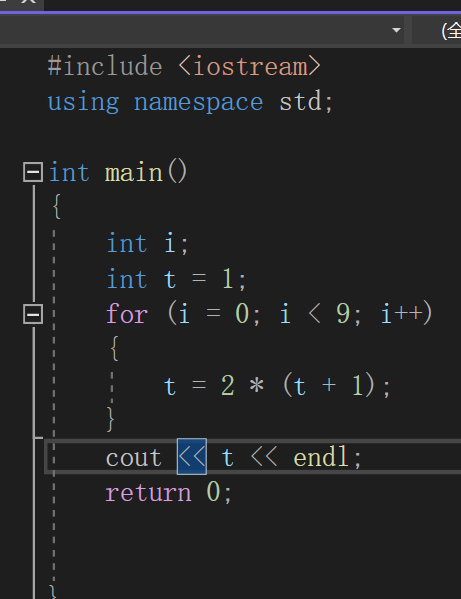 (全
#include <iostream>
using namespace std;
int main()
{
int i;
int t = 1;
for (i = 0; i < 9; i++)
{
t = 2 * (t + 1);
}
cout << t << endl;
return 0;
}